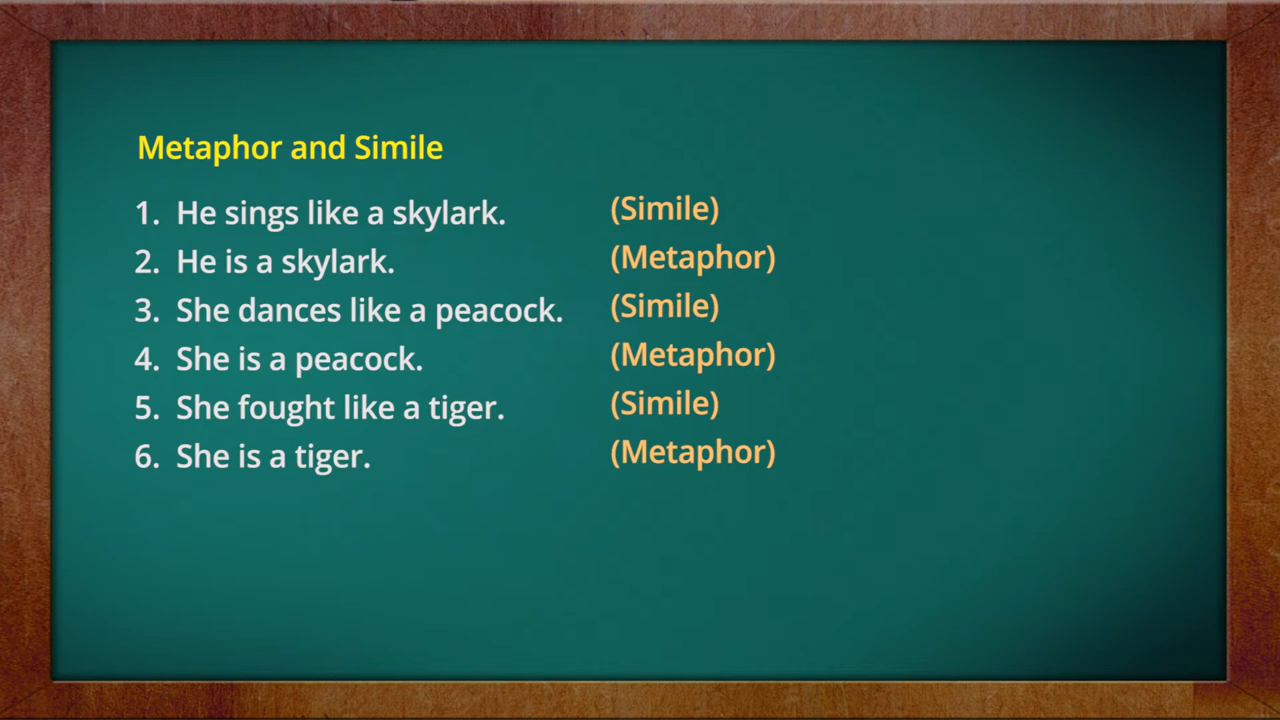 Metaphor and Simile
1. He sings like a skylark. (Simile)
2. He is a skylark. (Metaphor)
3. She dances like a peacock. (Simile)
4. She is a peacock. (Metaphor)
5. She fought like a tiger. (Simile)
6. She is a tiger. (Metaphor)